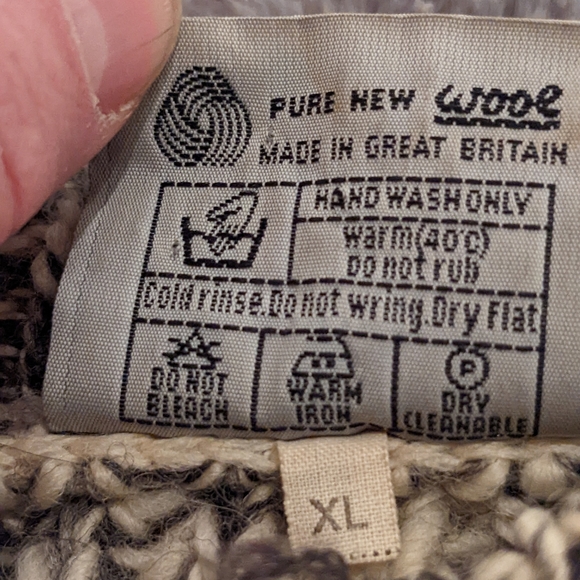 PURE NEW wool
MADE IN GREAT BRITAIN
HAND WASH ONLY
warm(40°c)
DO not rub
Cold rinse.Do not wring.Dry Flat
DO NOT
BLEACH
WARM
IRON
P
DRY
CLEANABLE
XL